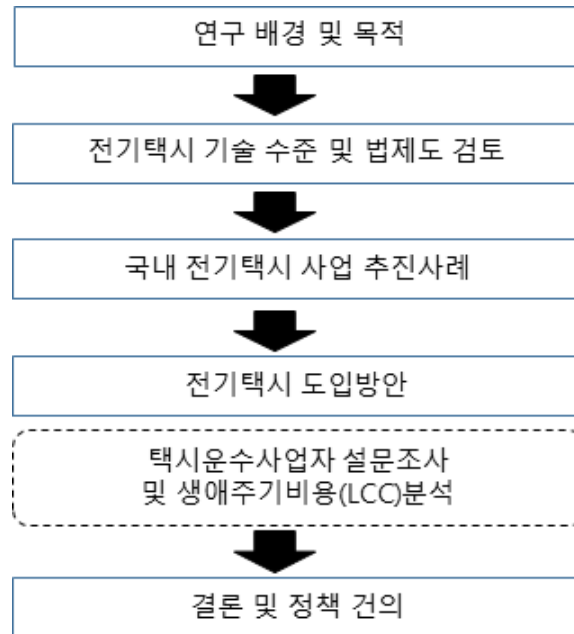 연구 배경 및 목적
전기택시 기술 수준 및 법제도 검토
국내 전기택시 사업 추진사례
전기택시 도입방안
택시운수사업자 설문조사
및 생애주기비용(LCC)분석
결론 및 정책 건의